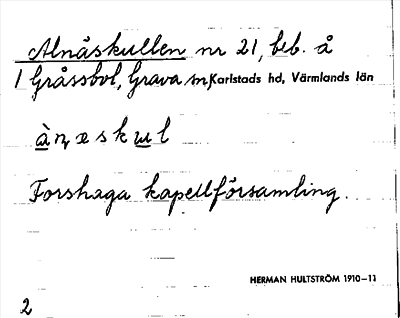 Alnäskullen nr 21, beb. å
1 Gråssbol, Grava sn, Karlstads hd, Värmlands län
Forshaga kapellförsamling.
HERMAN HULTSTRÖM 1910–11
2